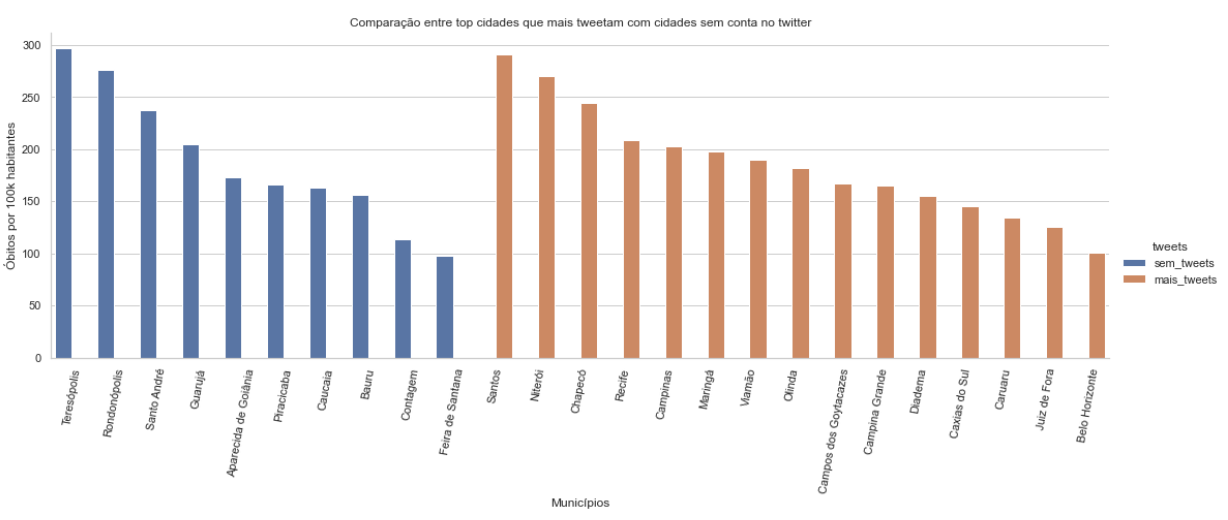 Comparação entre top cidades que mais tweetam com cidades sem conta no twitter
Óbitos por 100k habitantes
300
250
200
150
100
50
0
Teresópolis
Rondonópolis
Santo André
Guarujá
Aparecida de Goiânia
Piracicaba
Caucaia
Bauru
Contagem
Feira de Santana
Santos
Niterói
Chapecó
Recife
Campinas
Maringá
Viamão
Olinda
Campos dos Goytacazes
Campina Grande
Diadema
Caxias do Sul
Caruaru
Juiz de Fora
Belo Horizonte
Municípios
tweets
sem_tweets
mais_tweets